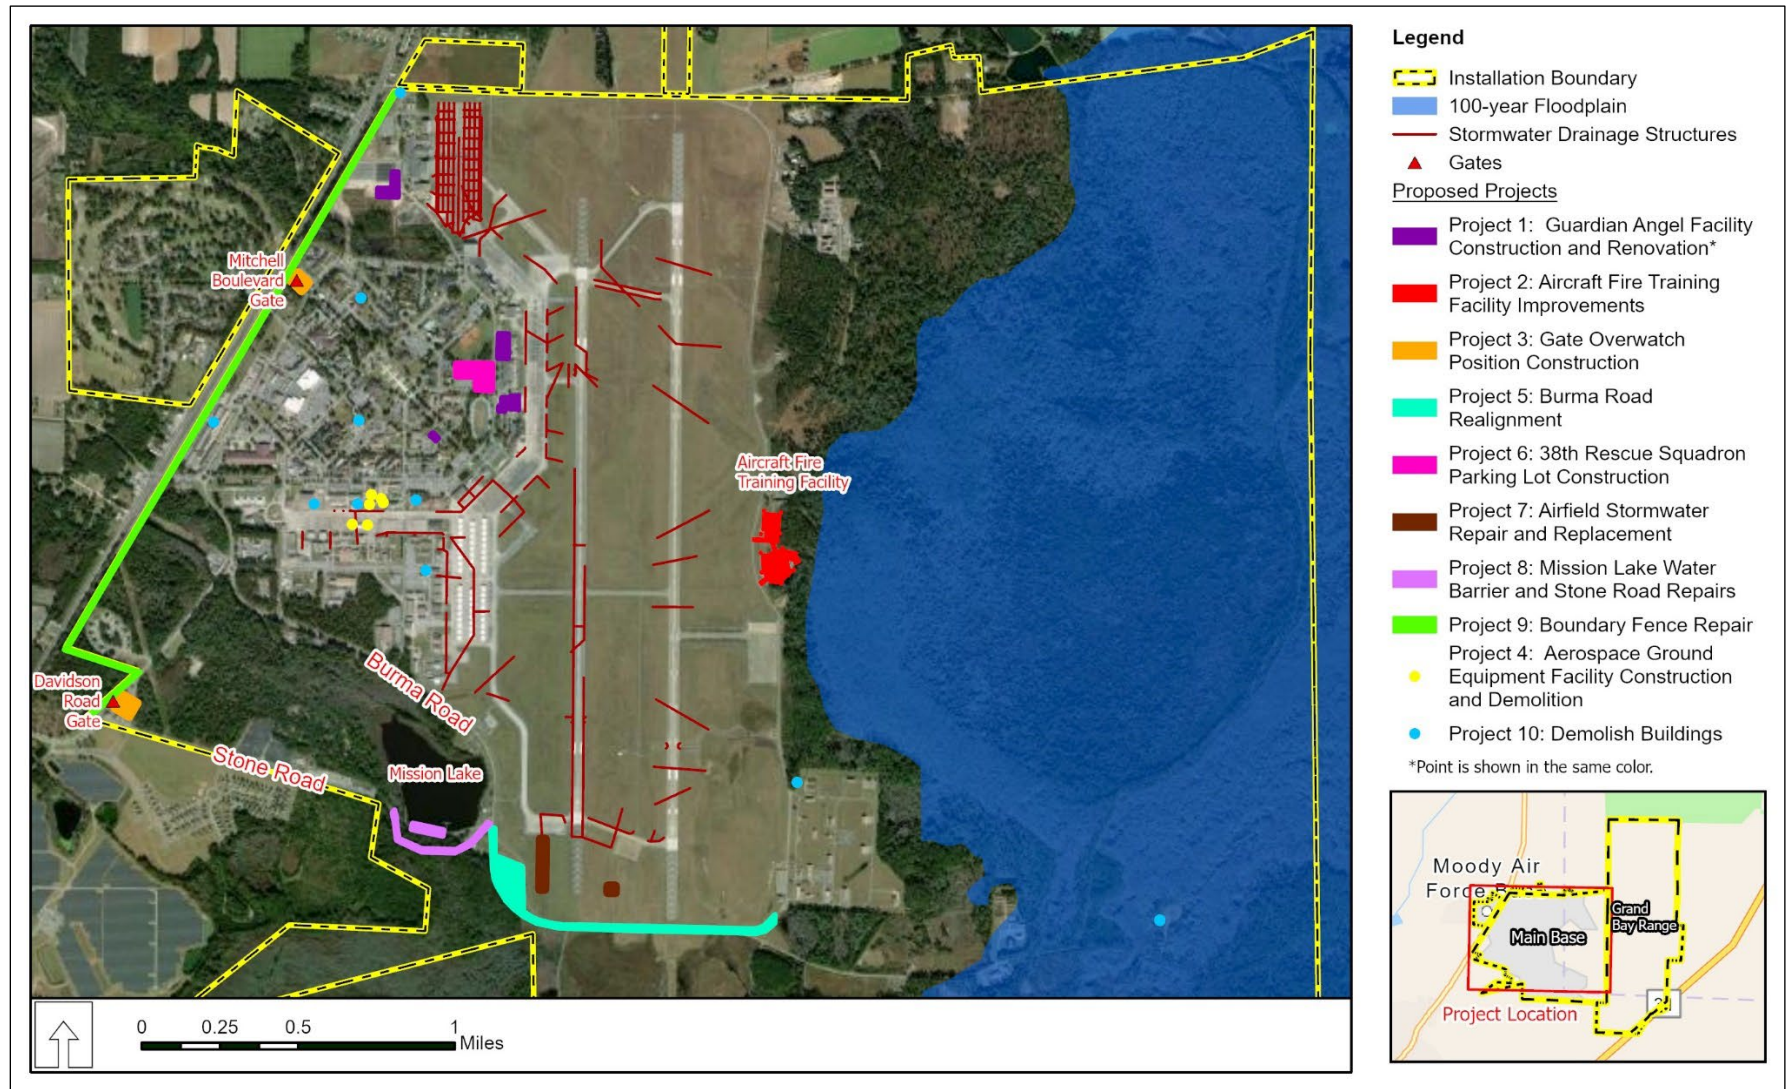 Mitchell
Boulevard
Gate
Aircraft Fire
Training Facility
Davidson
Road
Gate
Burma Road
Stone Road
Mission Lake
0
0.25
0.5
1
Miles
Legend
Installation Boundary
100-year Floodplain
Stormwater Drainage Structures
Gates
Proposed Projects
Project 1:  Guardian Angel Facility
Construction and Renovation*
Project 2: Aircraft Fire Training
Facility Improvements
Project 3: Gate Overwatch
Position Construction
Project 5: Burma Road
Realignment
Project 6: 38th Rescue Squadron
Parking Lot Construction
Project 7: Airfield Stormwater
Repair and Replacement
Project 8: Mission Lake Water
Barrier and Stone Road Repairs
Project 9: Boundary Fence Repair
Project 4:  Aerospace Ground
Equipment Facility Construction
and Demolition
Project 10: Demolish Buildings
*Point is shown in the same color.
Moody Air
Force
Grand
Bay Range
Main Base
Project Location